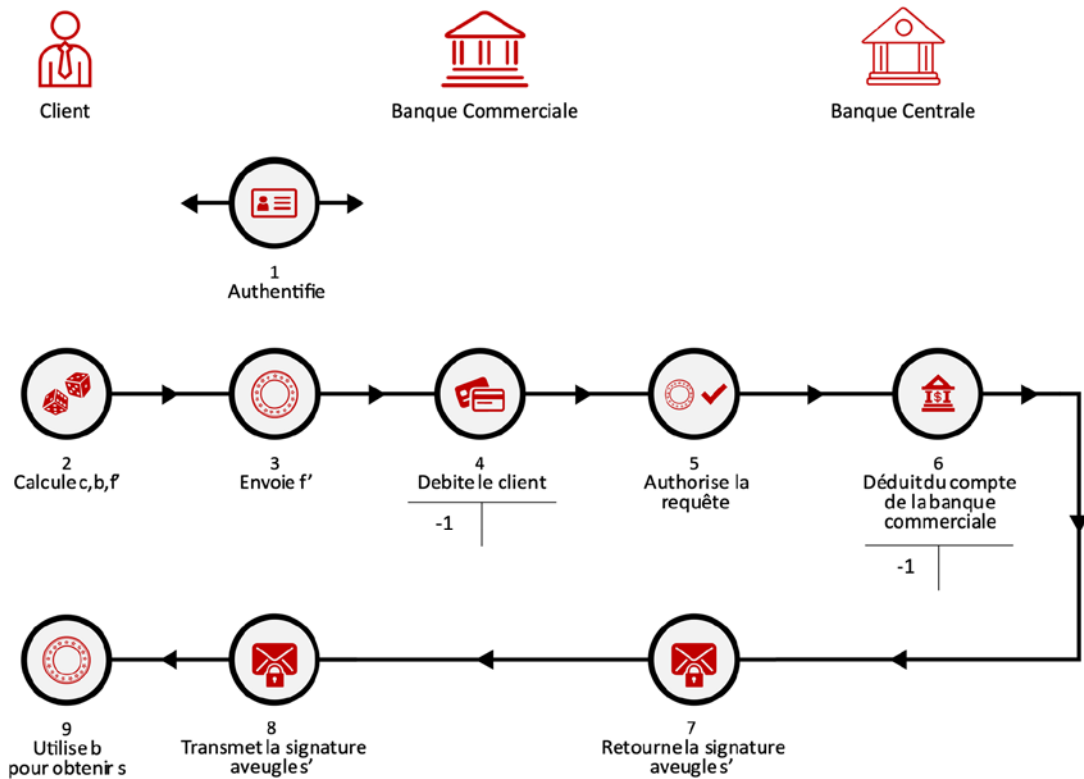 Client
Banque Commerciale
Banque Centrale
1
Authentifie
2
Calcule c, b, f'
3
Envoie f'
4
Debite le client
-1
5
Authorise la
requête
6
Déduit du compte
de la banque
commerciale
-1
9
Utilise b
pour obtenir s
8
Transmet la signature
aveugle s'
7
Retourne la signature
aveugle s'